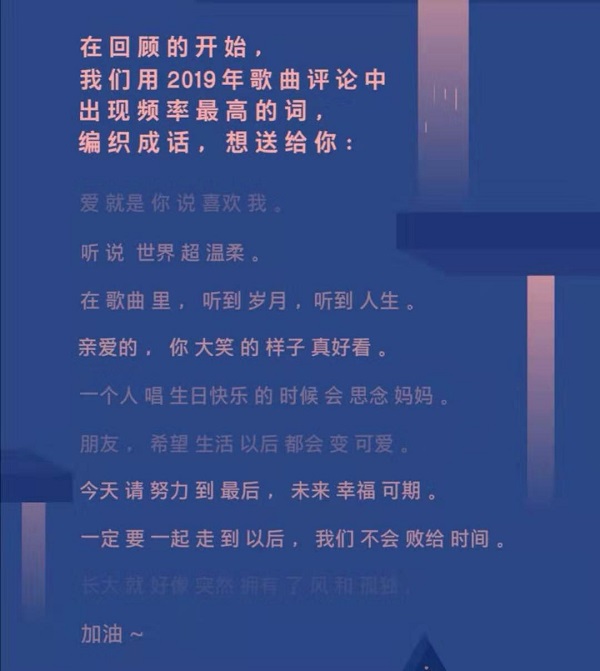 在回顾的开始，
我们用2019年歌曲评论中
出现频率最高的词，
编织成话，想送给你：
爱 就是 你 说 喜欢 我 。
听 说 世界 超 温柔 。
在 歌曲 里 ， 听到 岁月 ，听到 人生 。
亲爱的 ， 你 大笑 的 样子 真好看 。
一个人 唱 生日快乐 的 时候 会 思念 妈妈 。
朋友 ， 希望 生活 以后 都会 变 可爱 。
今天 请 努力 到 最后 ， 未来 幸福 可期 。
一定 要 一起 走 到 以后 ， 我们 不会 败给 时间 。
长大 就 好像 突然 拥有 了 风 和 孤独 。
加油 ~